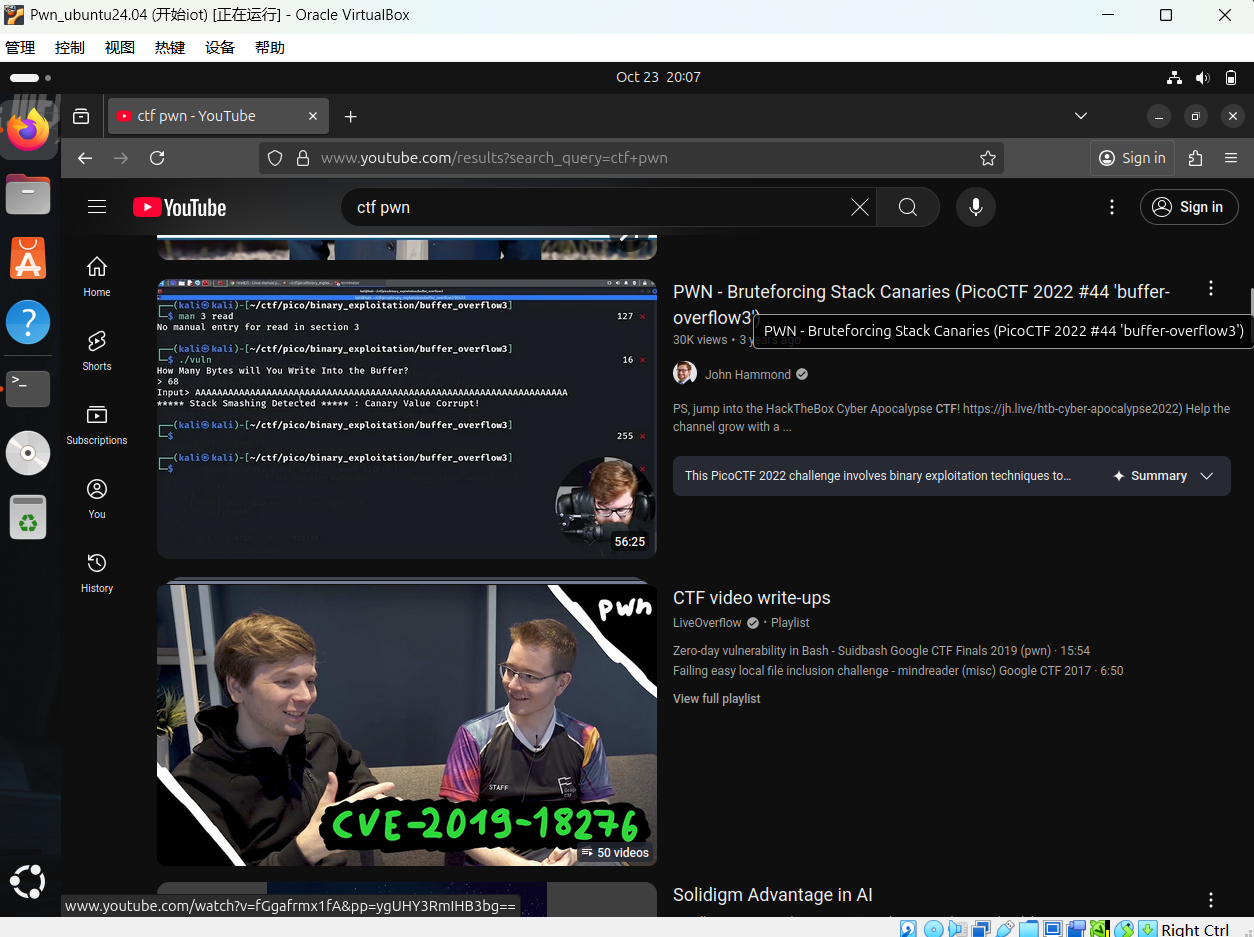 Pwn_ubuntu24.04 (开始iot) [正在运行] - Oracle VirtualBox
管理 控制 视图 热键 设备 帮助
Oct 23 20:07
ctf pwn - YouTube
www.youtube.com/results?search_query=ctf+pwn
Sign in
YouTube
ctf pwn
Sign in
Home
Shorts
Subscriptions
You
History
(kali㉿kali)-[~/ctf/pico/binary_exploitation/buffer_overflow3]
$ man 3 read
127
No manual entry for read in section 3
(kali㉿kali)-[~/ctf/pico/binary_exploitation/buffer_overflow3]
$ ./vuln
16
How Many Bytes will You Write Into the Buffer?
> 68
***** Stack Smashing Detected ***** : Canary Value Corrupt!
(kali㉿kali)-[~/ctf/pico/binary_exploitation/buffer_overflow3]
$
255
(kali㉿kali)-[~/ctf/pico/binary_exploitation/buffer_overflow3]
$
56:25
PWN - Bruteforcing Stack Canaries (PicoCTF 2022 #44 'buffer-
overflow3')
PWN - Bruteforcing Stack Canaries (PicoCTF 2022 #44 'buffer-overflow3')
30K views • 3 years ago
John Hammond
PS, jump into the HackTheBox Cyber Apocalypse CTF! https://jh.live/htb-cyber-apocalypse2022) Help the
channel grow with a ...
This PicoCTF 2022 challenge involves binary exploitation techniques to...
Summary
pwn
STAFF
CVE-2019-18276
50 videos
CTF video write-ups
LiveOverflow • Playlist
Zero-day vulnerability in Bash - Suidbash Google CTF Finals 2019 (pwn) · 15:54
Failing easy local file inclusion challenge - mindreader (misc) Google CTF 2017 · 6:50
View full playlist
Solidigm Advantage in AI
www.youtube.com/watch?v=fGgafrmx1fA&pp=ygUHY3RmIHB3bg==
Right Ctrl